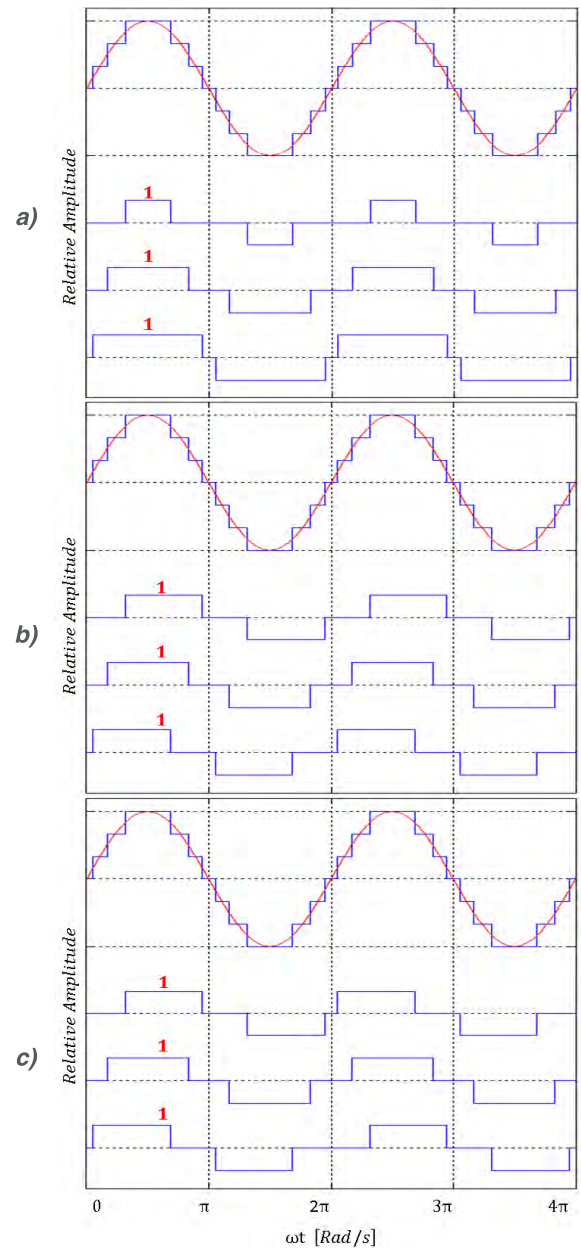 a)
Relative Amplitude
1
1
1
b)
Relative Amplitude
1
1
1
c)
Relative Amplitude
1
1
1
0 π 2π 3π 4π
ωt [Rad/s]